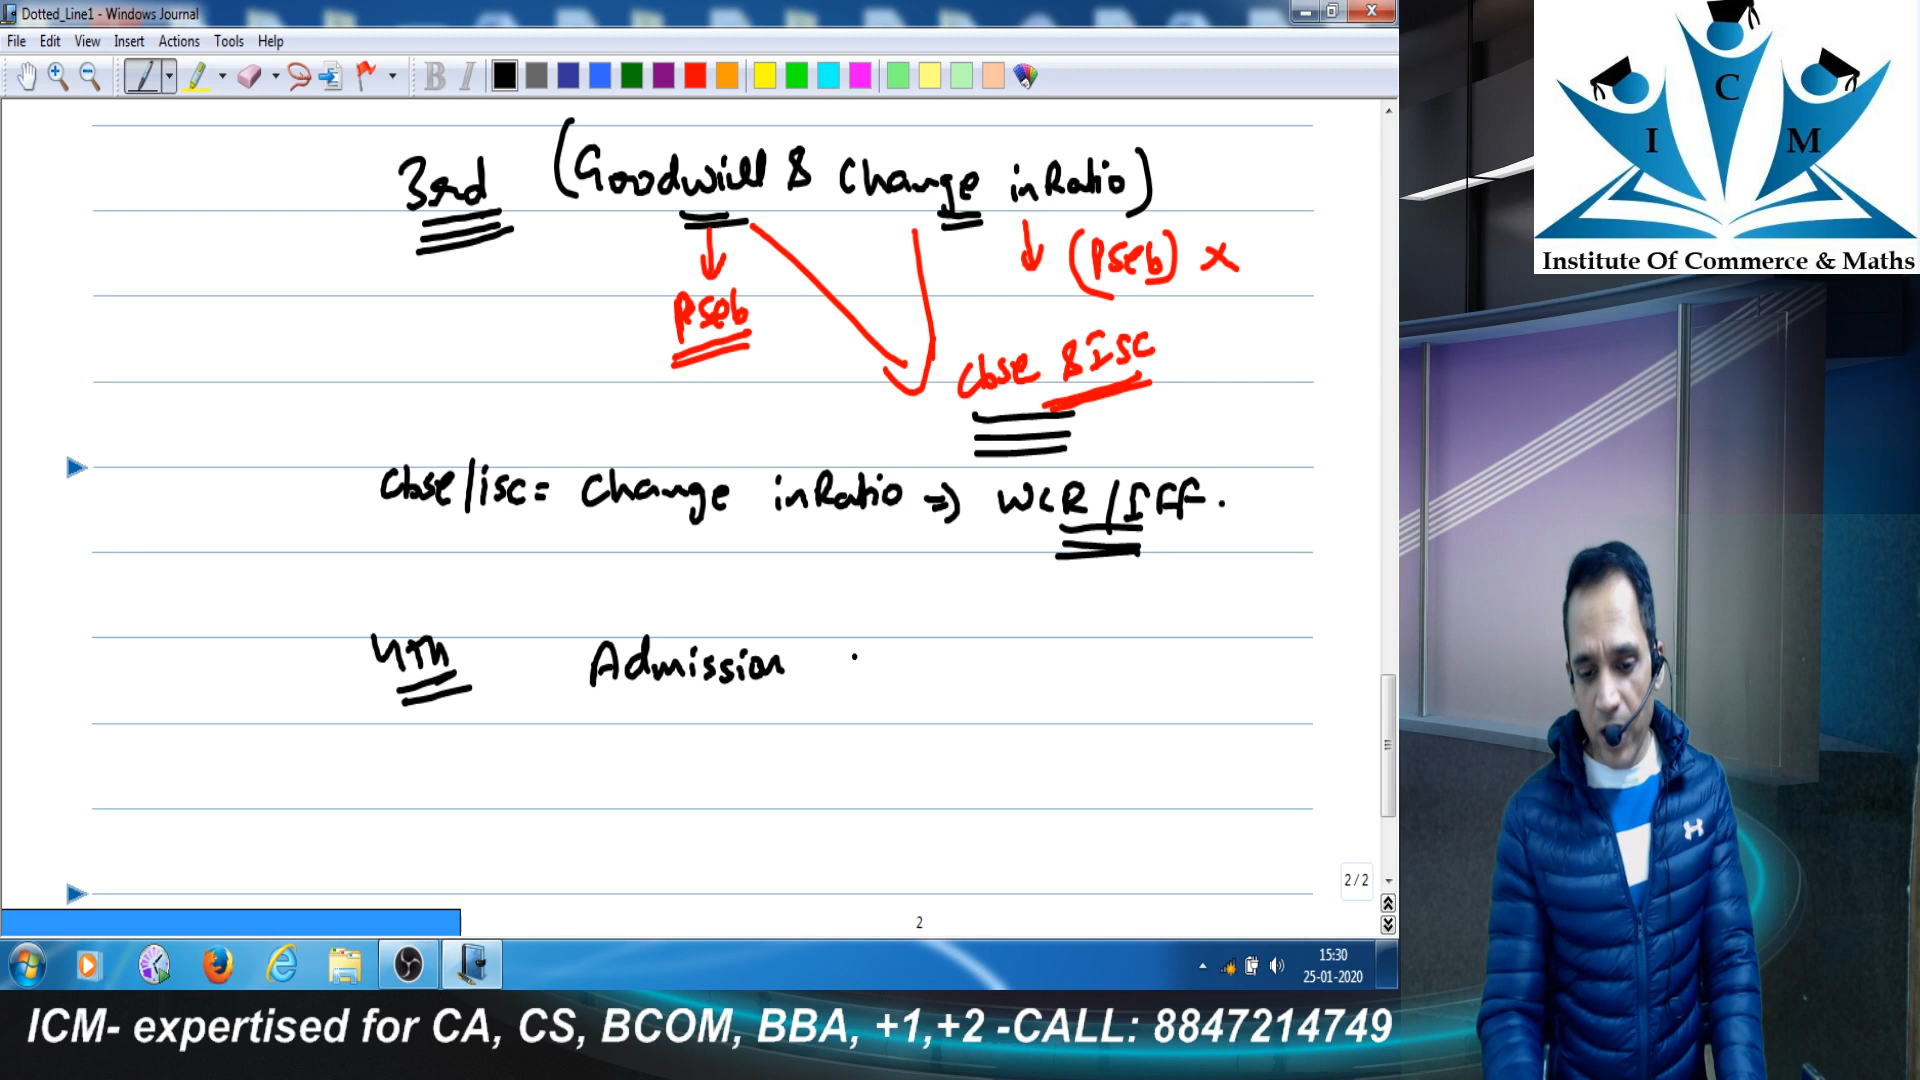 Dotted_Line1 - Windows Journal
File Edit View Insert Actions Tools Help
B I
3rd (Goodwill & Change in Ratio)
(PSEB) x
PSEB
Cbse & ISC
Cbse/isc = Change in Ratio ⇒ WCR/IFF.
4th Admission
2/2
2
15:30
25-01-2020
I C M
Institute Of Commerce & Maths
ICM- expertised for CA, CS, BCOM, BBA, +1,+2 -CALL: 8847214749